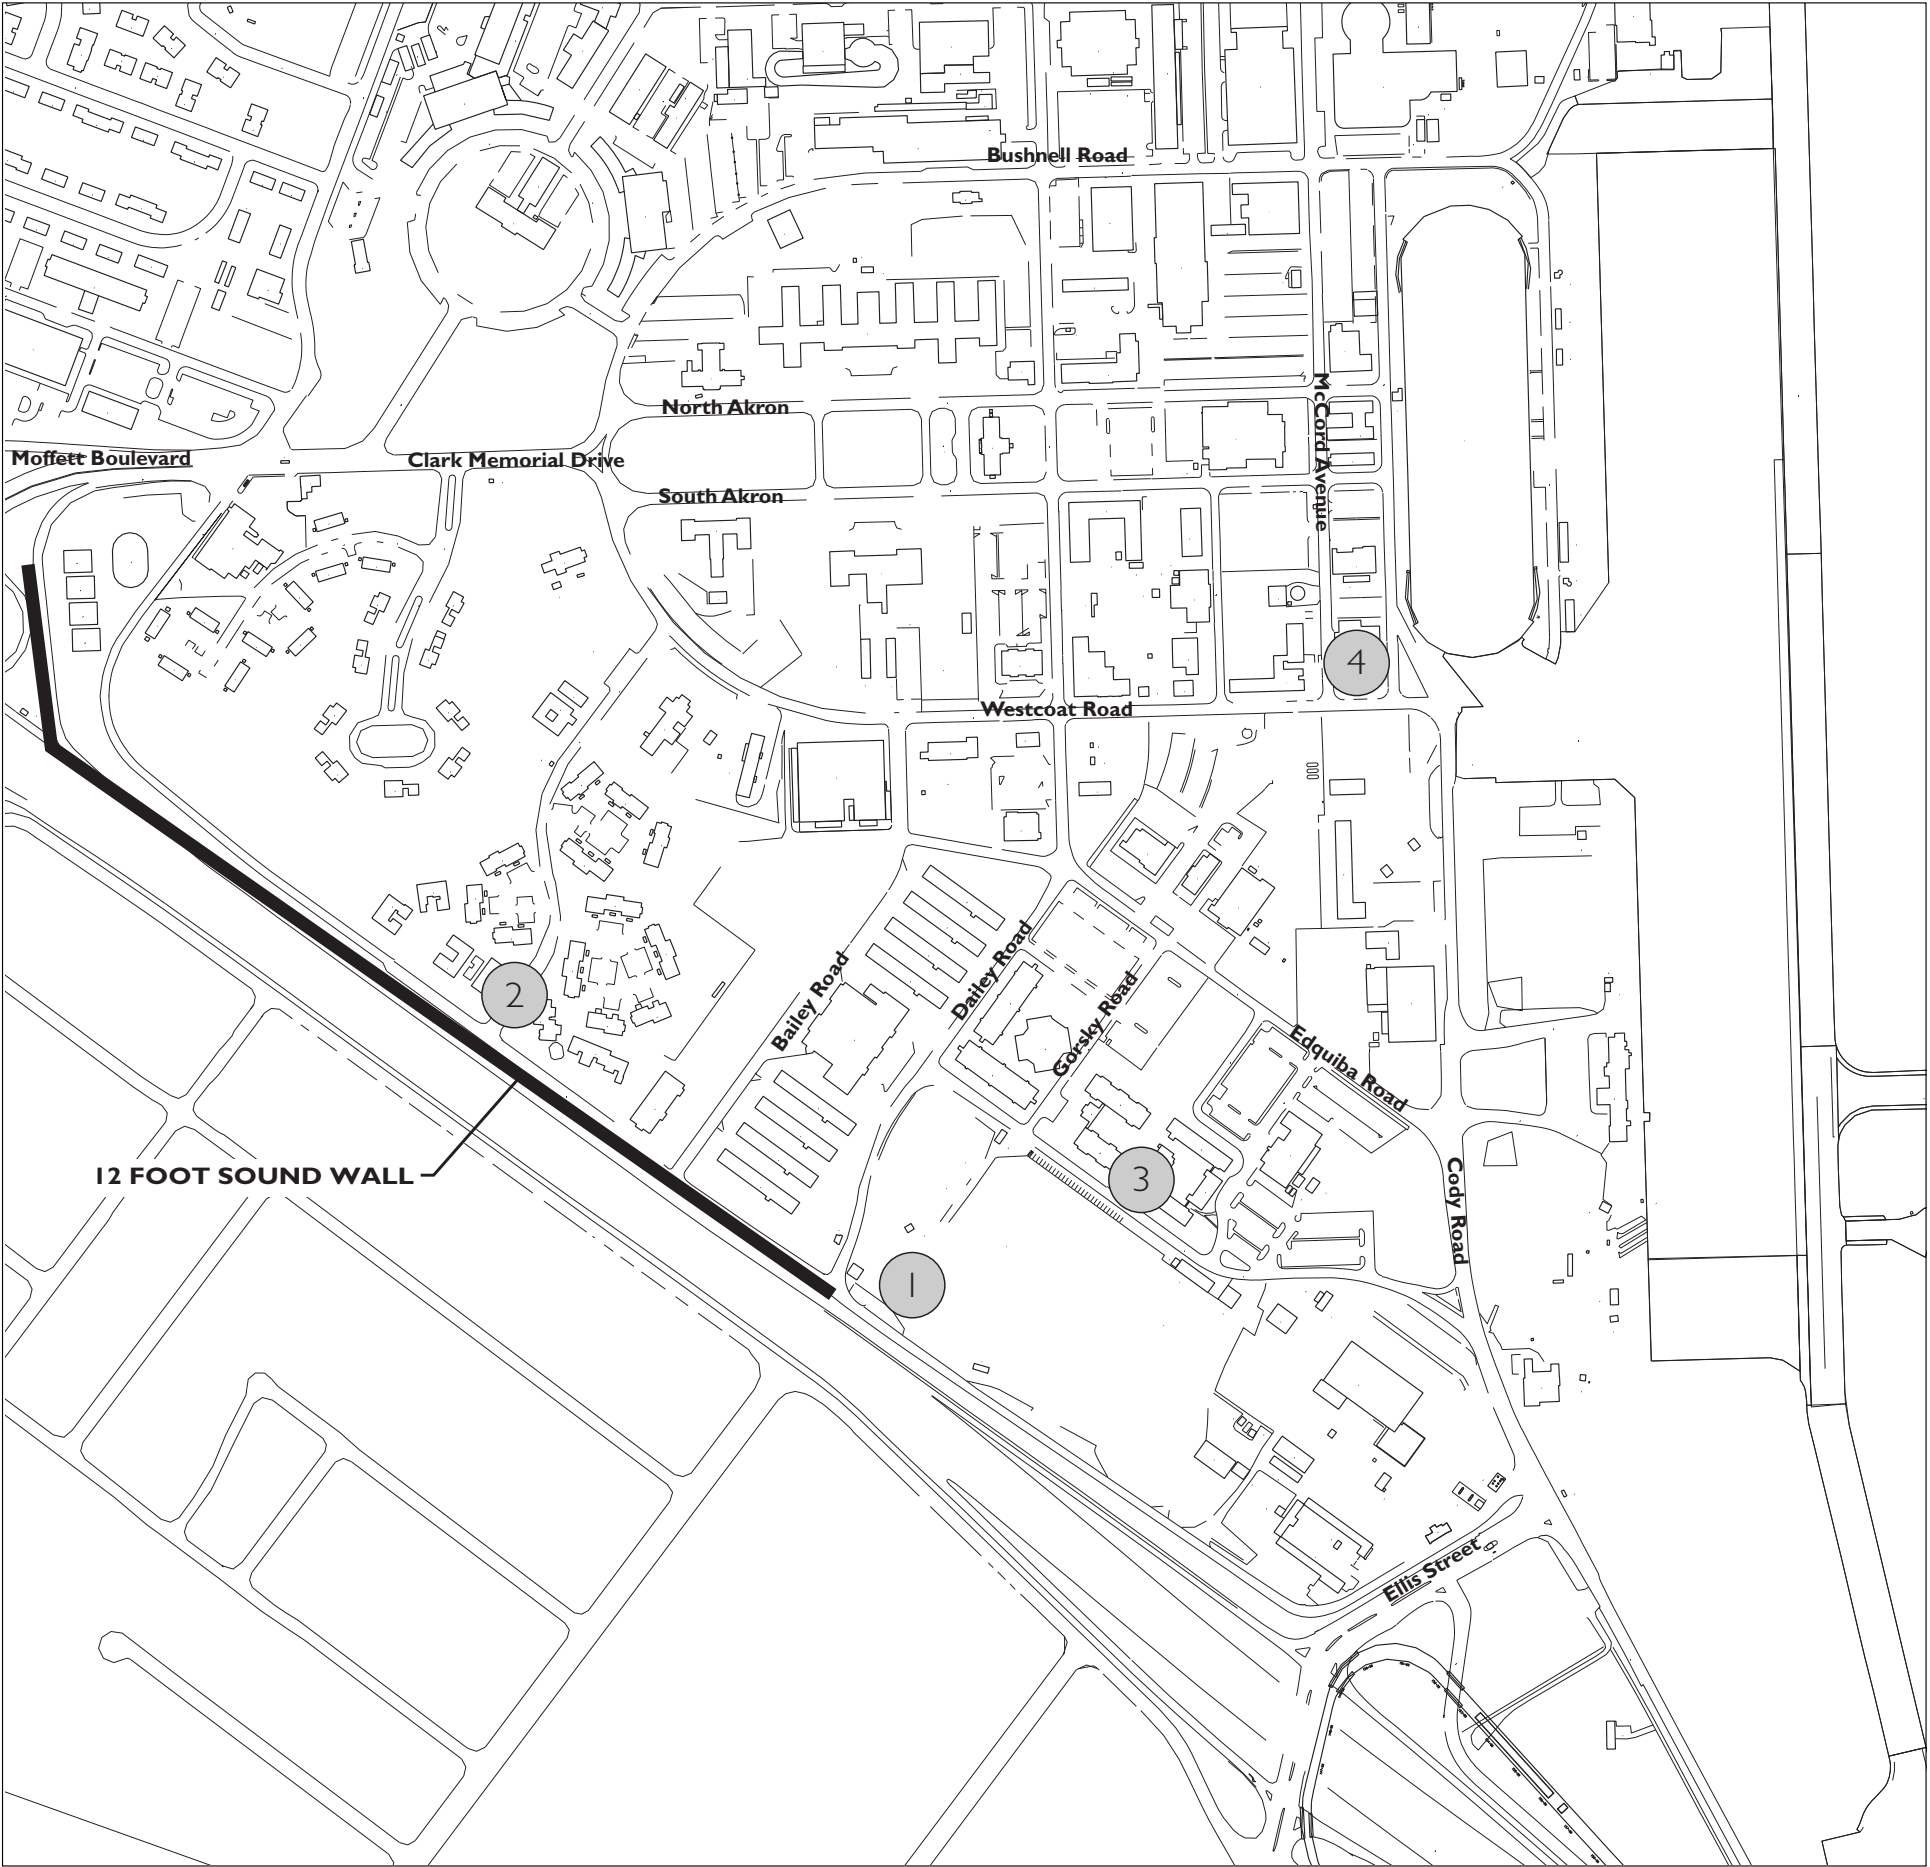 Bushnell Road
McCord Avenue
North Akron
Moffett Boulevard
Clark Memorial Drive
South Akron
4
Westcoat Road
2
Bailey Road
Dailey Road
Gorsky Road
Edquiba Road
12 FOOT SOUND WALL
3
Cody Road
1
Ellis Street